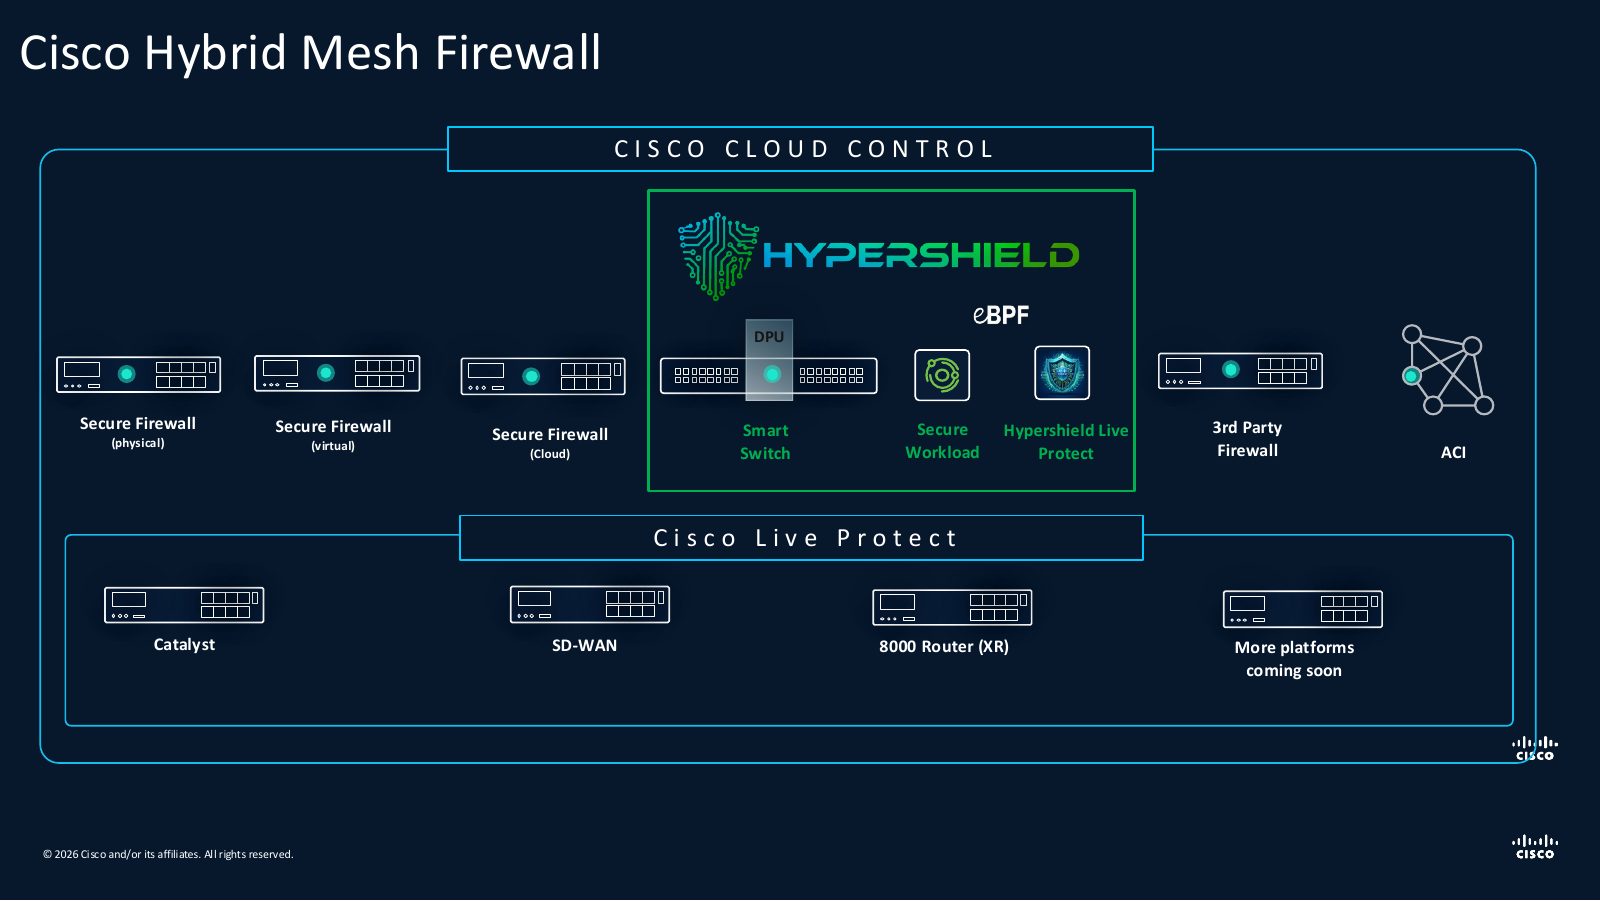 Cisco Hybrid Mesh Firewall
CISCO CLOUD CONTROL
HYPERSHIELD
eBPF
DPU
Secure Firewall
(physical)
Secure Firewall
(virtual)
Secure Firewall
(Cloud)
Smart
Switch
Secure
Workload
Hypershield Live
Protect
3rd Party
Firewall
ACI
Cisco Live Protect
Catalyst
SD-WAN
8000 Router (XR)
More platforms
coming soon
CISCO
© 2026 Cisco and/or its affiliates. All rights reserved.
CISCO